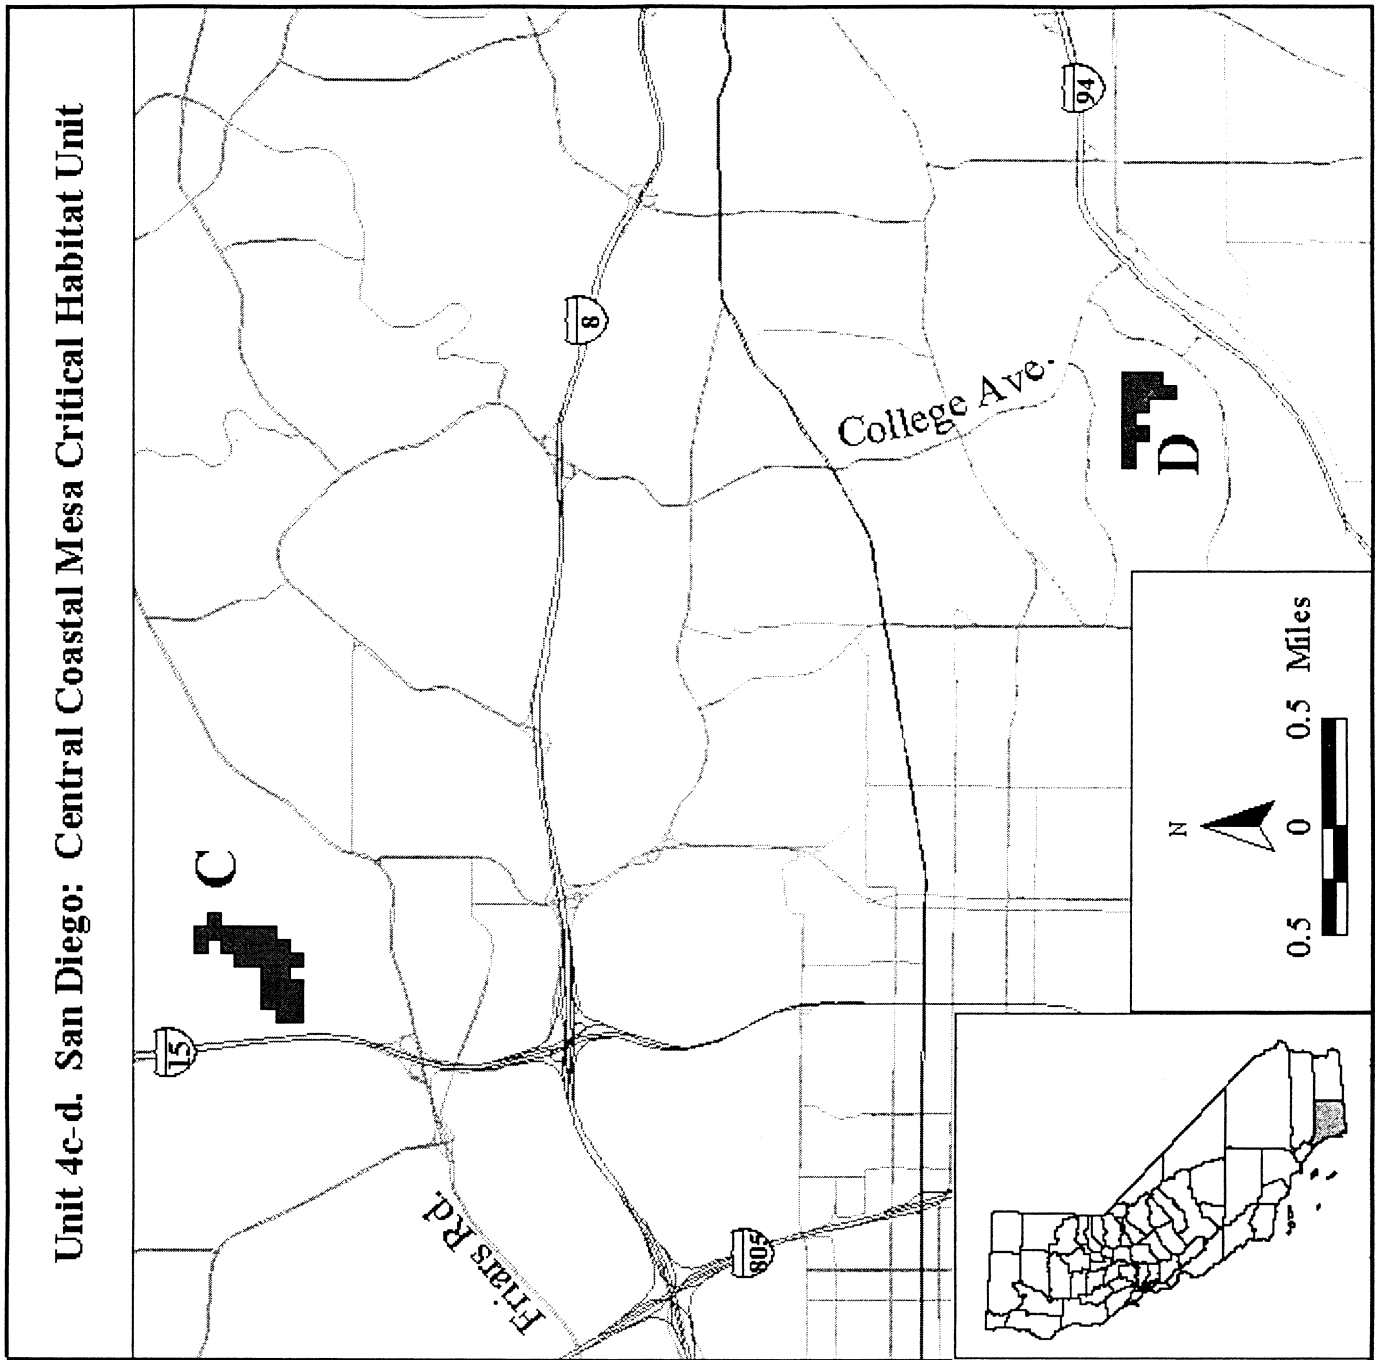 Unit 4c-d. San Diego: Central Coastal Mesa Critical Habitat Unit
15
C
8
94
Friars Rd.
College Ave.
805
D
N
0.5 0 0.5 Miles